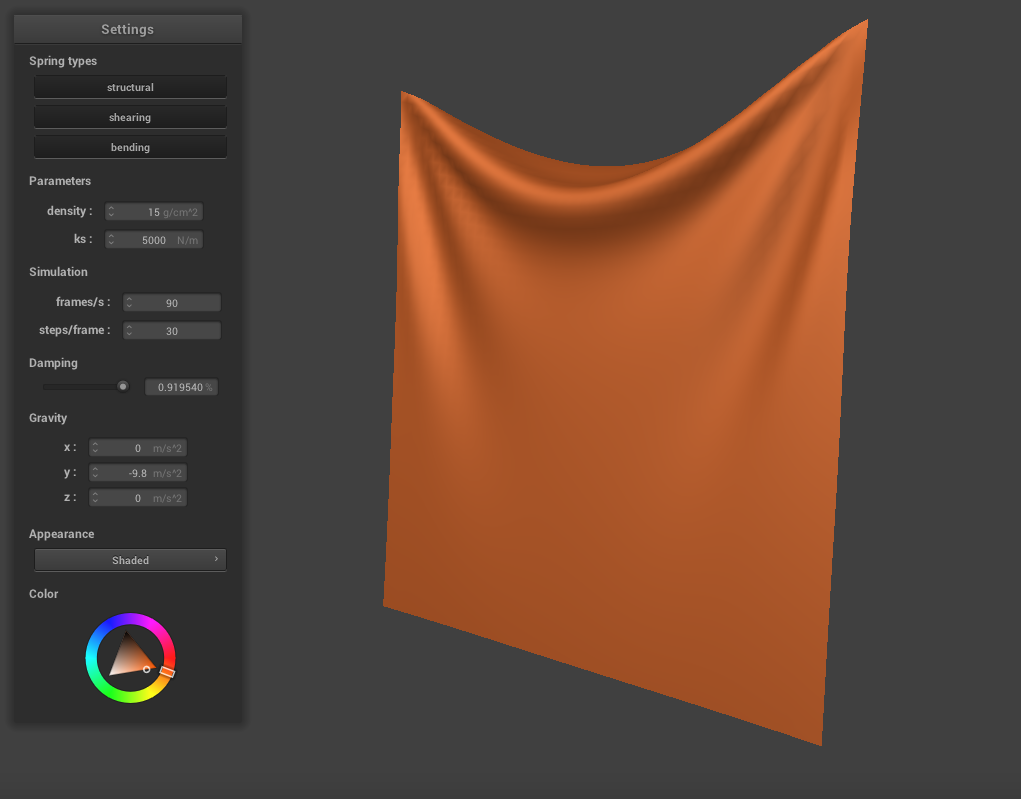 Settings
Spring types
structural
shearing
bending
Parameters
density : 15 g/cm^2
ks : 5000 N/m
Simulation
frames/s : 90
steps/frame : 30
Damping
0.919540 %
Gravity
x : 0 m/s^2
y : -9.8 m/s^2
z : 0 m/s^2
Appearance
Shaded
Color